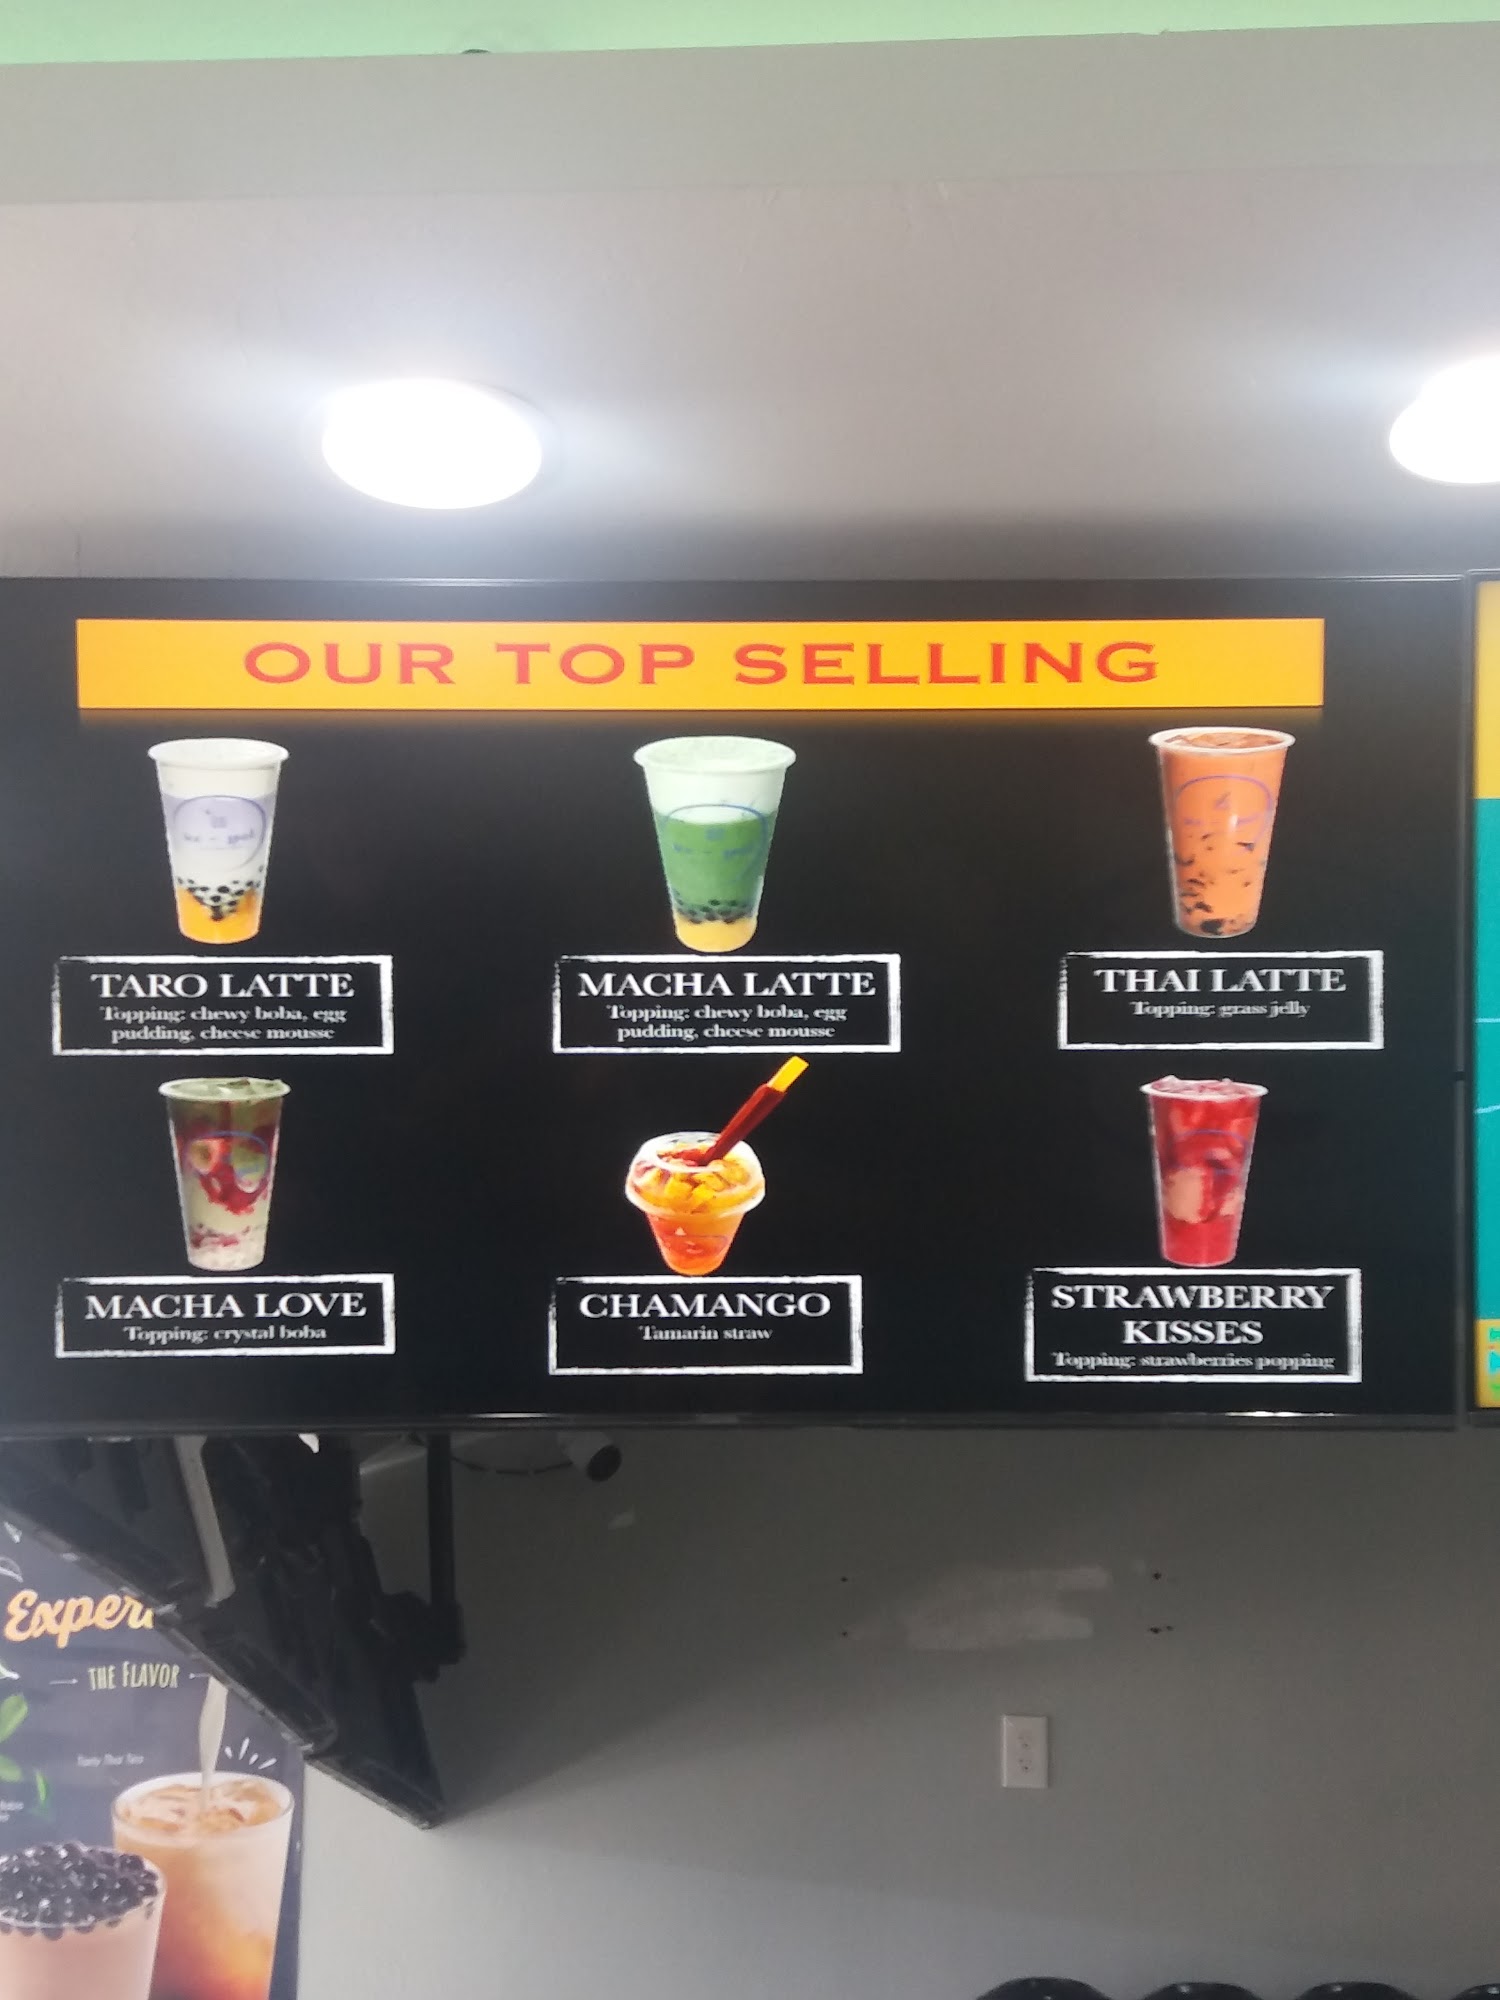 OUR TOP SELLING
TARO LATTE
Topping: chewy boba, egg
pudding, cheese mousse
MACHA LATTE
Topping: chewy boba, egg
pudding, cheese mousse
THAI LATTE
Topping: grass jelly
MACHA LOVE
Topping: crystal boba
CHAMANGO
Tamarin straw
STRAWBERRY
KISSES
Topping: strawberries popping
Experi
THE FLAVOR